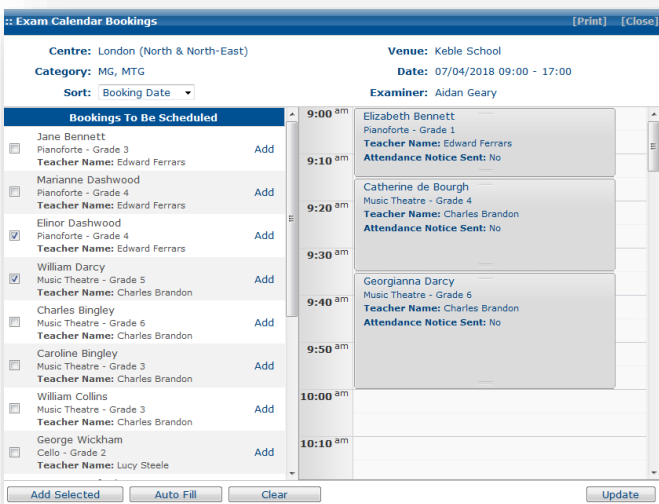 :: Exam Calendar Bookings [Print] [Close]
Centre: London (North & North-East) Venue: Keble School
Category: MG, MTG Date: 07/04/2018 09:00 - 17:00
Sort: Booking Date Examiner: Aidan Geary
Bookings To Be Scheduled
Jane Bennett
Pianoforte - Grade 3 Add
Teacher Name: Edward Ferrars
Marianne Dashwood
Pianoforte - Grade 4 Add
Teacher Name: Edward Ferrars
Elinor Dashwood
Pianoforte - Grade 4 Add
Teacher Name: Edward Ferrars
William Darcy
Music Theatre - Grade 5 Add
Teacher Name: Charles Brandon
Charles Bingley
Music Theatre - Grade 6 Add
Teacher Name: Charles Brandon
Caroline Bingley
Music Theatre - Grade 3 Add
Teacher Name: Charles Brandon
William Collins
Music Theatre - Grade 3 Add
Teacher Name: Charles Brandon
George Wickham
Cello - Grade 2 Add
Teacher Name: Lucy Steele
9:00 am
Elizabeth Bennett
Pianoforte - Grade 1
Teacher Name: Edward Ferrars
Attendance Notice Sent: No
9:10 am
Catherine de Bourgh
Music Theatre - Grade 4
9:20 am
Teacher Name: Charles Brandon
Attendance Notice Sent: No
9:30 am
Georgianna Darcy
Music Theatre - Grade 6
9:40 am
Teacher Name: Charles Brandon
Attendance Notice Sent: No
9:50 am
10:00 am
10:10 am
Add Selected Auto Fill Clear Update